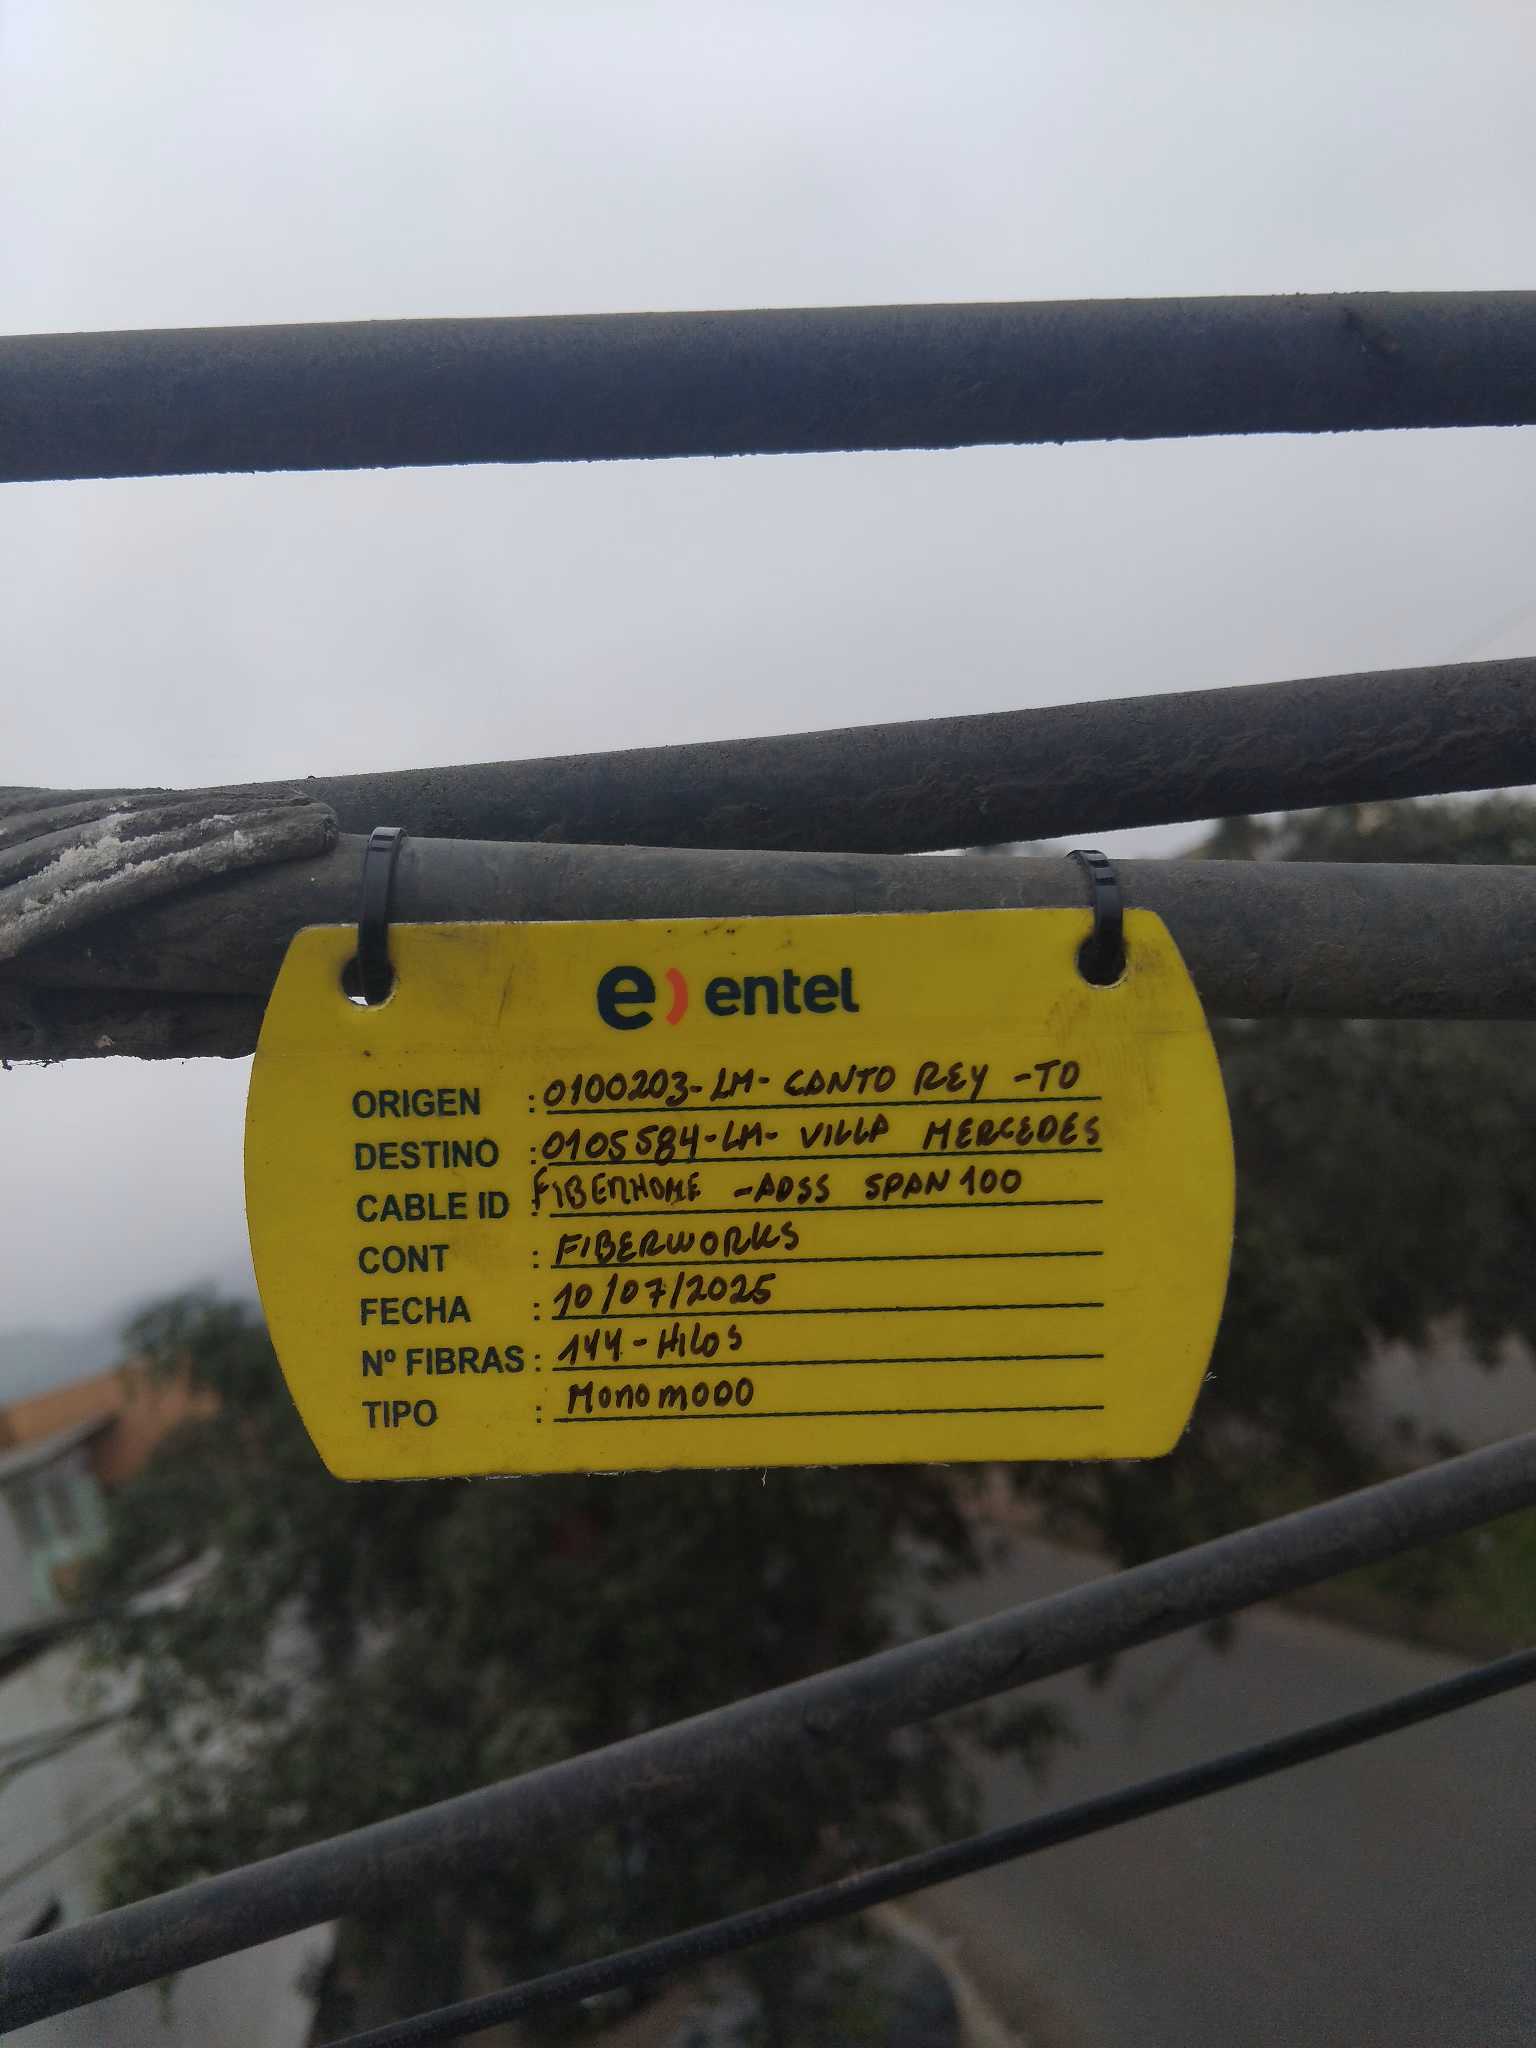 e) entel
ORIGEN : 0100203-LM- CANTO REY -TO
DESTINO : 0105584-LM- VILLA MERCEDES
CABLE ID : FIBERHOME -ADSS SPAN 100
CONT : FIBERWORKS
FECHA : 10/07/2025
Nº FIBRAS : 144-HILOS
TIPO : MONOMODO